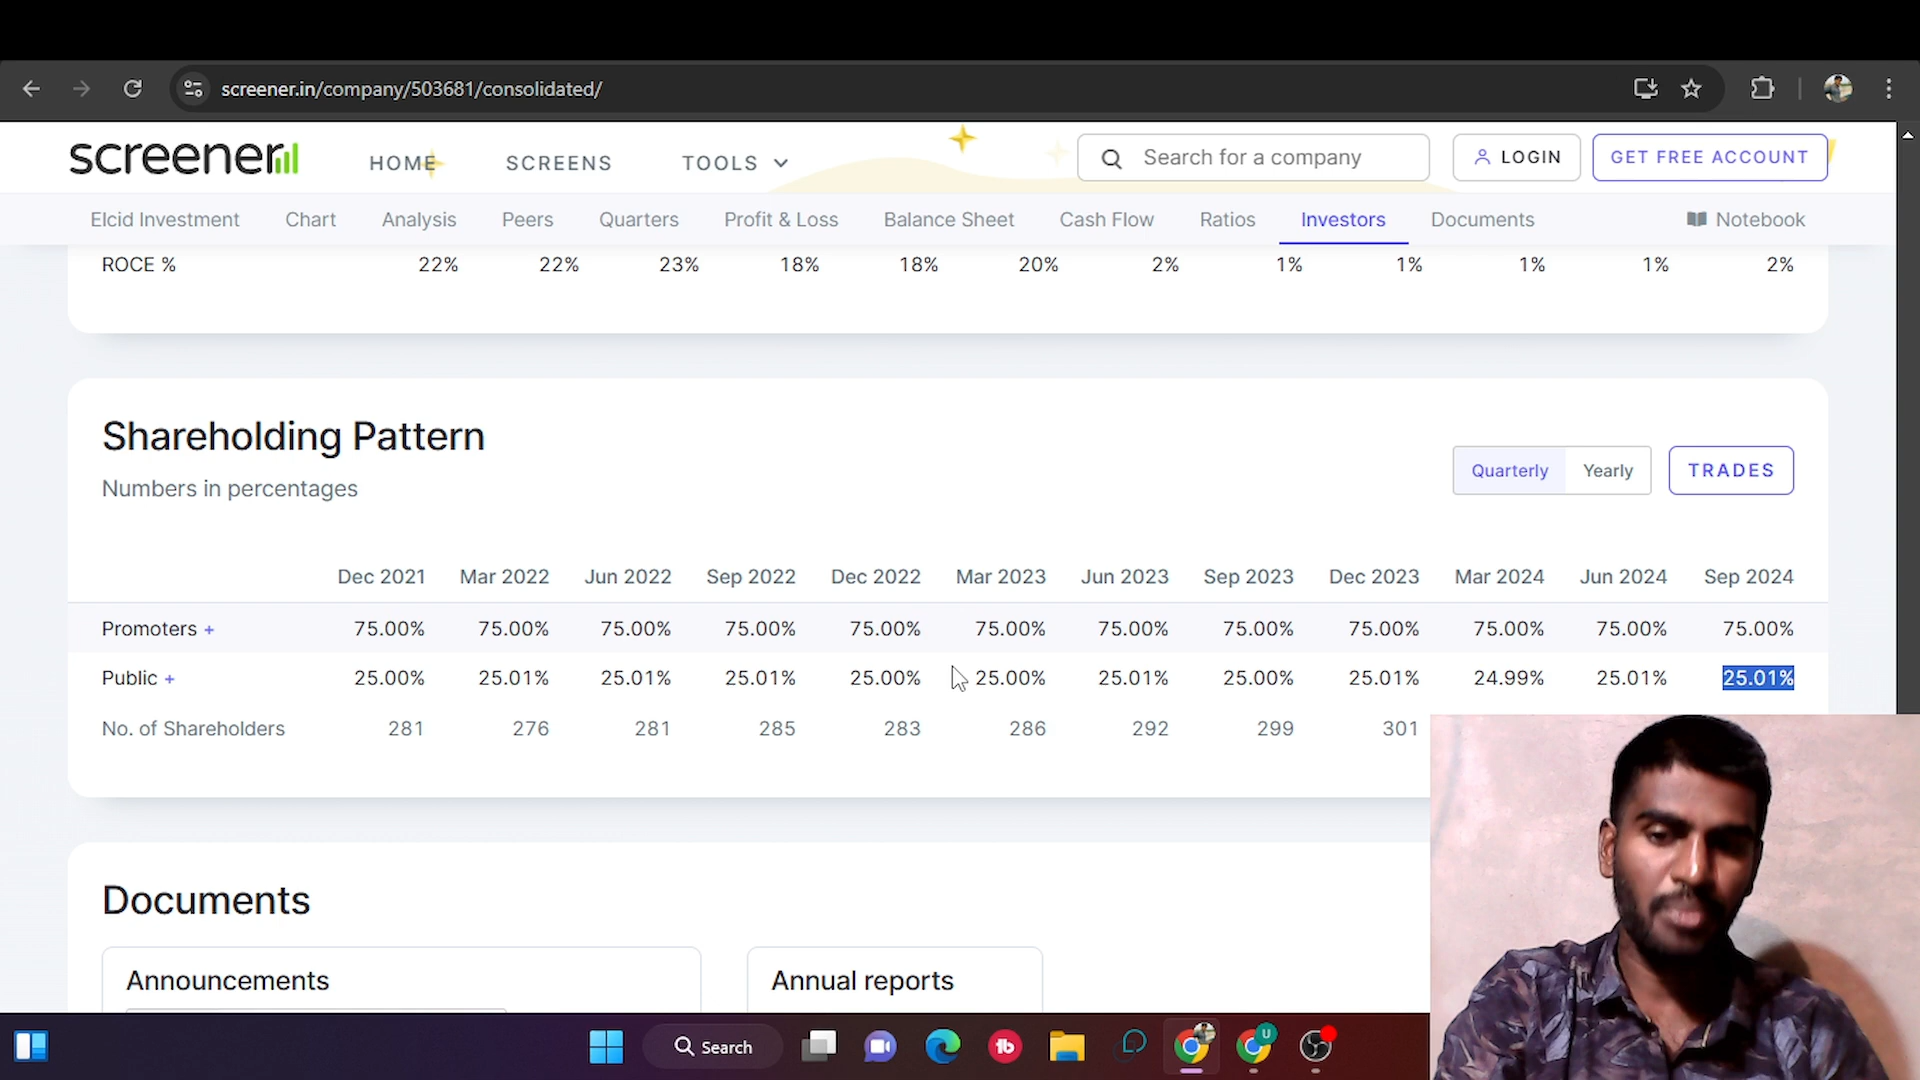 screener.in/company/503681/consolidated/
screener
HOME SCREENS TOOLS Search for a company LOGIN GET FREE ACCOUNT
Elcid Investment Chart Analysis Peers Quarters Profit & Loss Balance Sheet Cash Flow Ratios Investors Documents Notebook
ROCE % 22% 22% 23% 18% 18% 20% 2% 1% 1% 1% 1% 2%
Shareholding Pattern
Numbers in percentages
Quarterly Yearly TRADES
Dec 2021 Mar 2022 Jun 2022 Sep 2022 Dec 2022 Mar 2023 Jun 2023 Sep 2023 Dec 2023 Mar 2024 Jun 2024 Sep 2024
Promoters + 75.00% 75.00% 75.00% 75.00% 75.00% 75.00% 75.00% 75.00% 75.00% 75.00% 75.00% 75.00%
Public + 25.00% 25.01% 25.01% 25.01% 25.00% 25.00% 25.01% 25.00% 25.01% 24.99% 25.01% 25.01%
No. of Shareholders 281 276 281 285 283 286 292 299 301
Documents
Announcements
Annual reports
Search
U